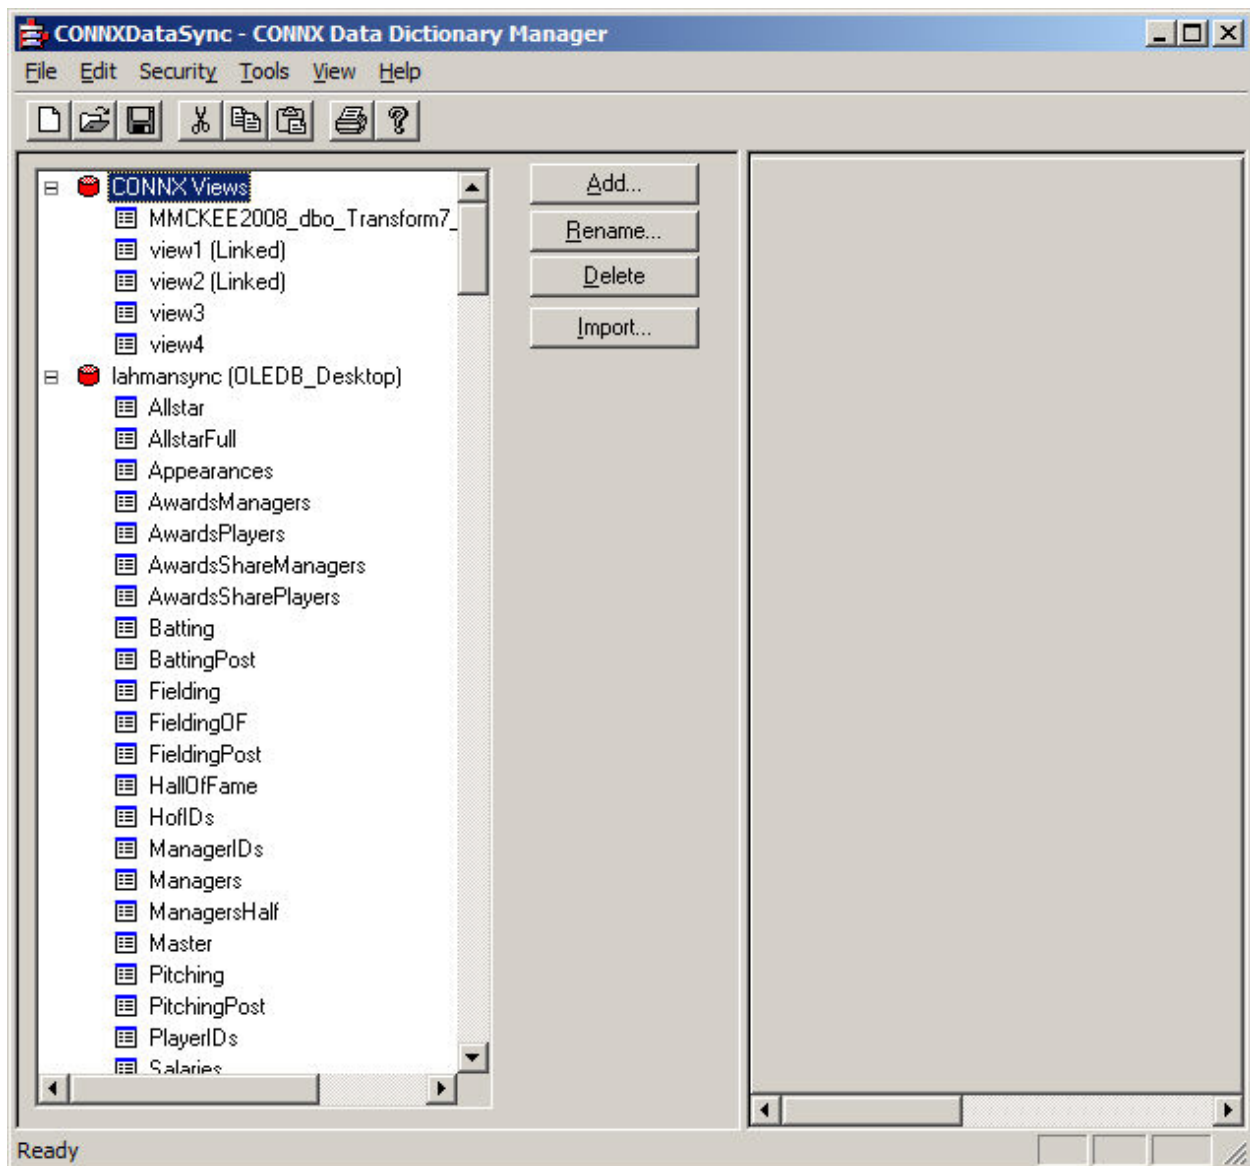 CONNXDataSync - CONNX Data Dictionary Manager
File Edit Security Tools View Help
CONNX Views
MMCKEE2008_dbo_Transform7_
view1 (Linked)
view2 (Linked)
view3
view4
lahmansync (OLEDB_Desktop)
Allstar
AllstarFull
Appearances
AwardsManagers
AwardsPlayers
AwardsShareManagers
AwardsSharePlayers
Batting
BattingPost
Fielding
FieldingOF
FieldingPost
HallOfFame
HofIDs
ManagerIDs
Managers
ManagersHalf
Master
Pitching
PitchingPost
PlayerIDs
Salaries
Add...
Rename...
Delete
Import...
Ready